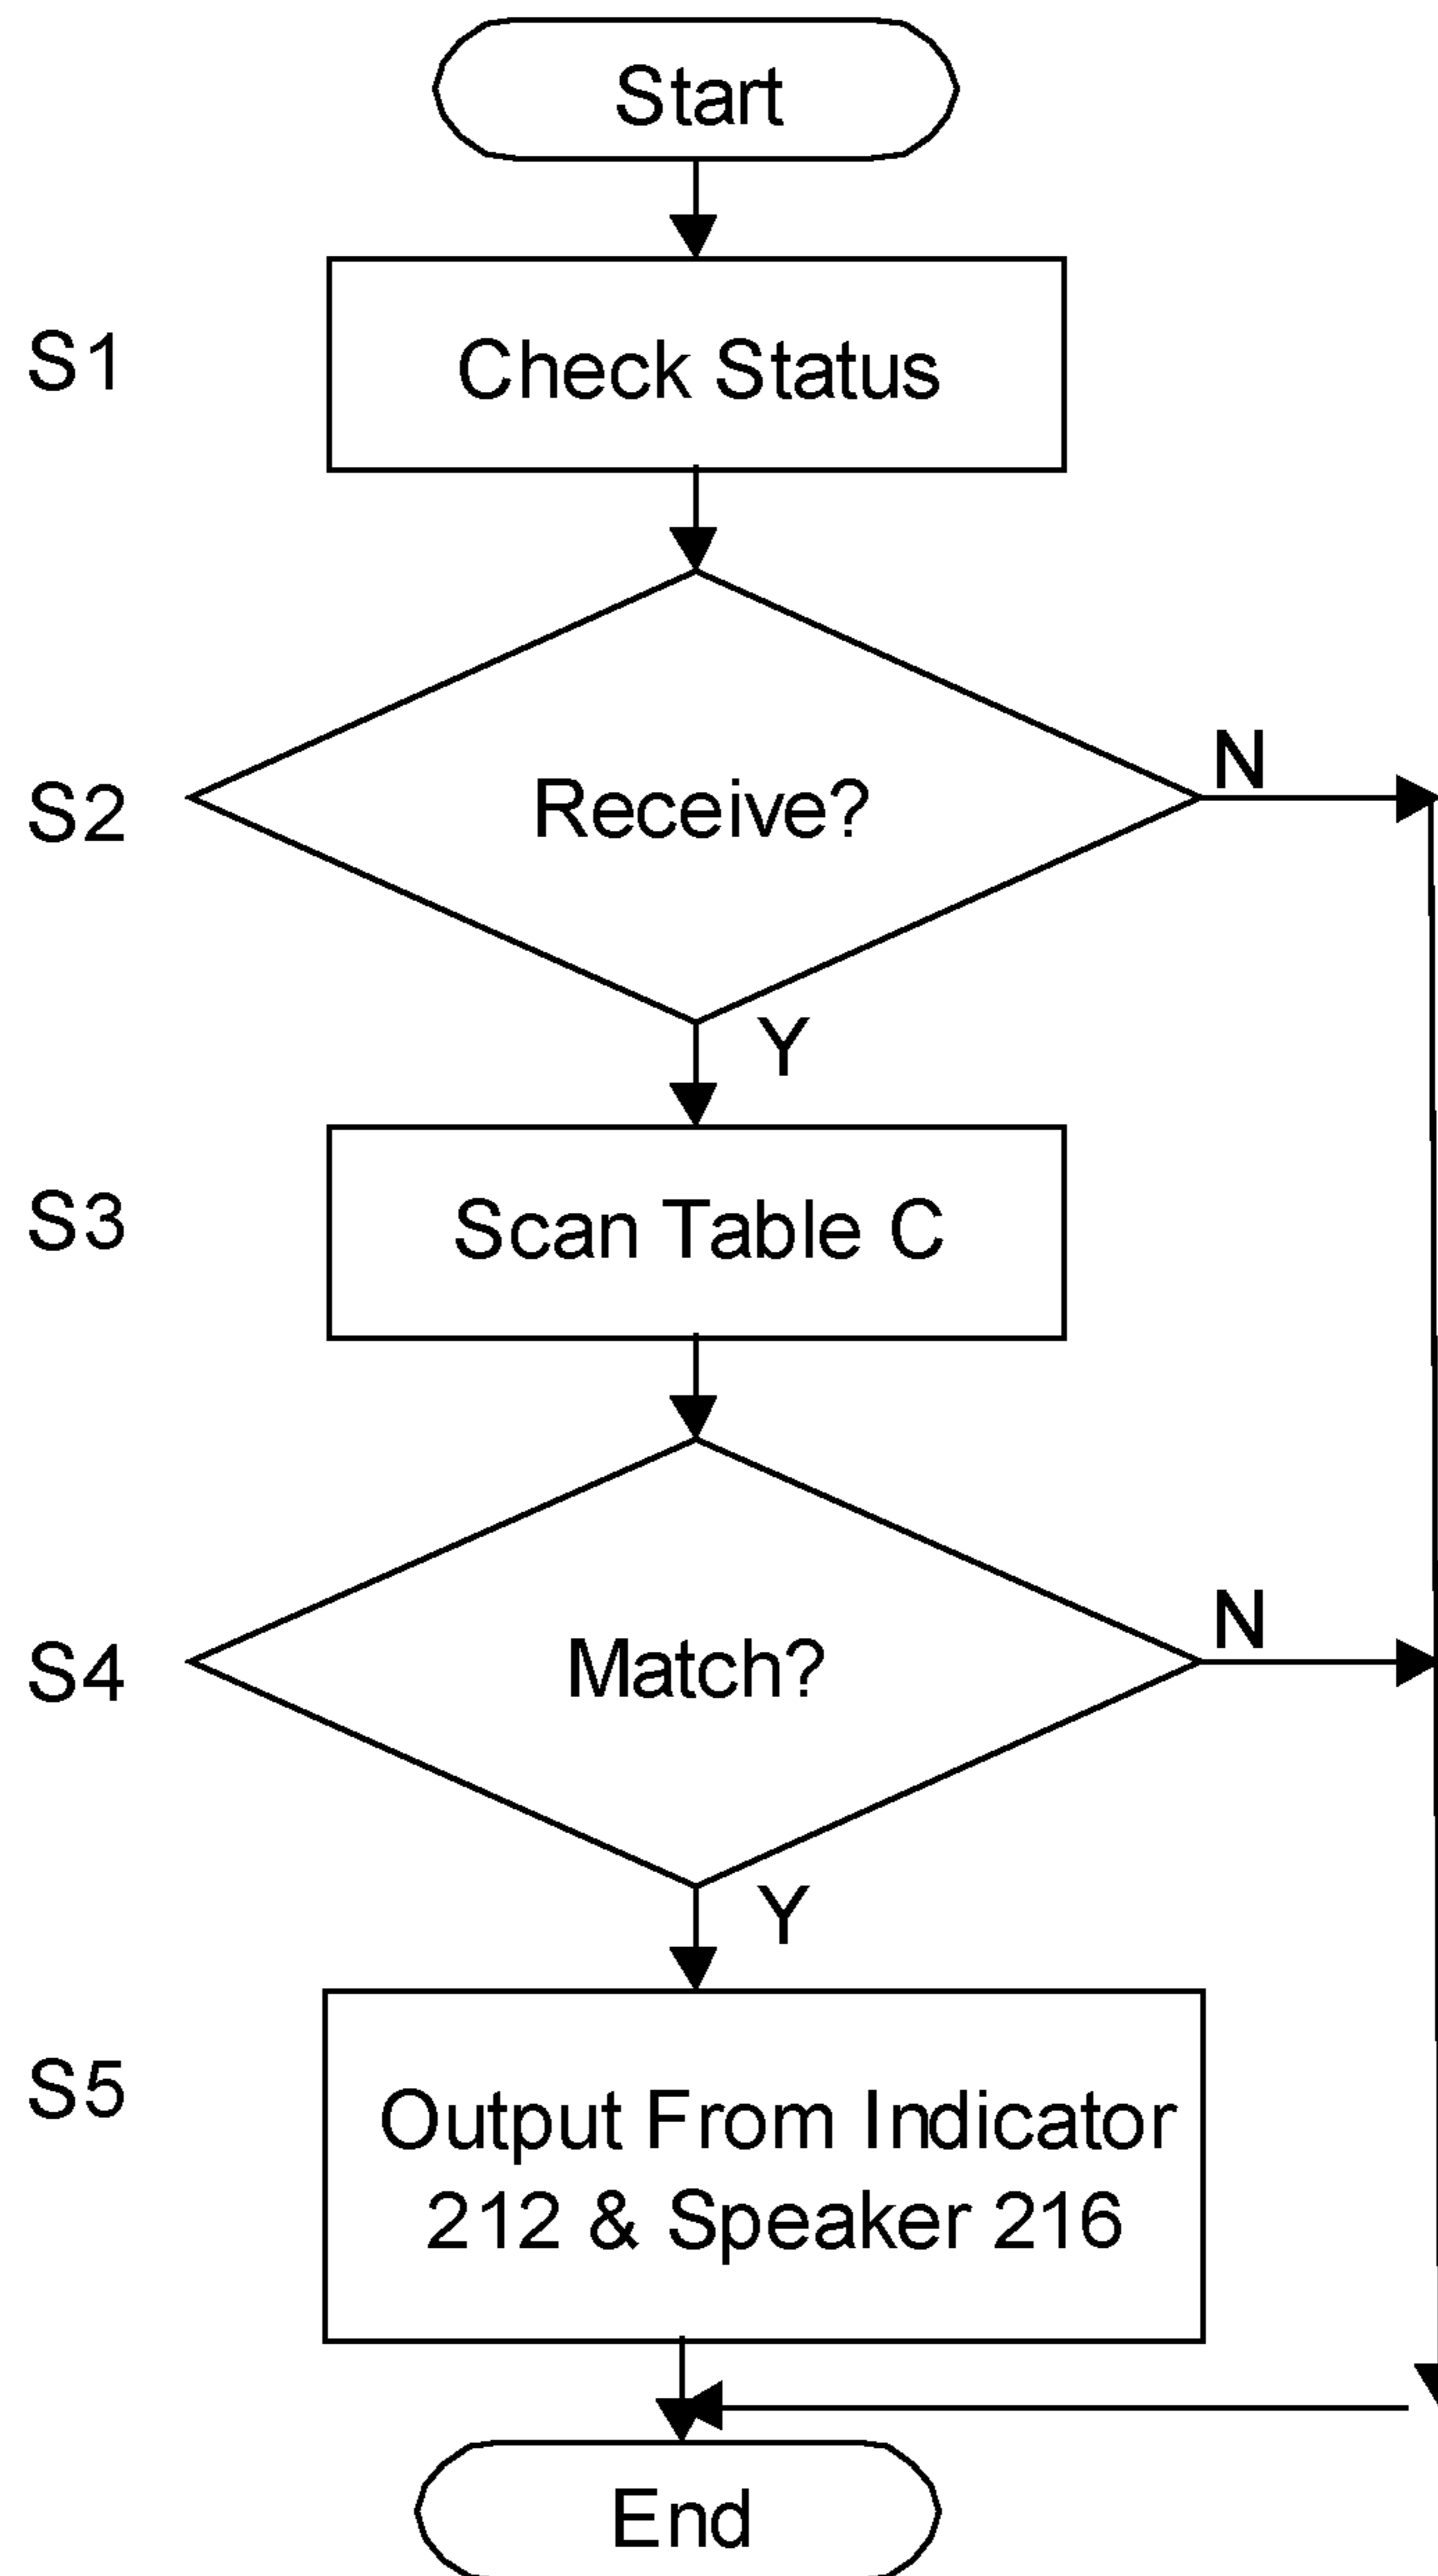 Start
S1
Check Status
S2
Receive?
N
Y
S3
Scan Table C
S4
Match?
N
Y
S5
Output From Indicator
212 & Speaker 216
End